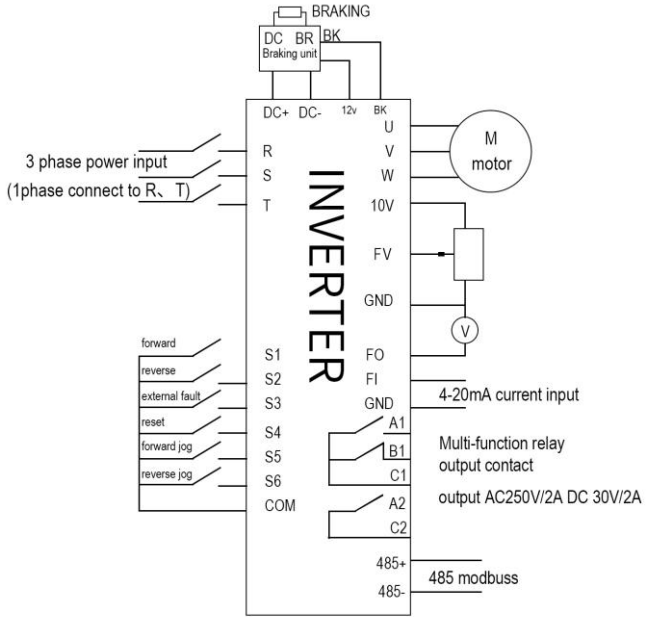 BRAKING
DC BR BK
Braking unit
DC+ DC- 12v BK
U
M
motor
V
W
3 phase power input
(1phase connect to R、T)
R
S
T
INVERTER
10V
FV
GND
V
FO
FI
GND
4-20mA current input
forward
S1
reverse
S2
external fault
S3
reset
S4
forward jog
S5
reverse jog
S6
COM
A1
B1
C1
Multi-function relay
output contact
output AC250V/2A DC 30V/2A
A2
C2
485+
485-
485 modbuss